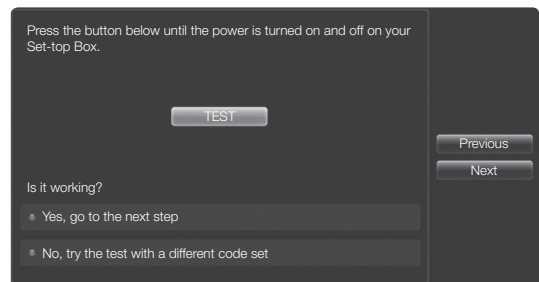 Press the button below until the power is turned on and off on your
Set-top Box.
TEST
Previous
Next
Is it working?
Yes, go to the next step
No, try the test with a different code set